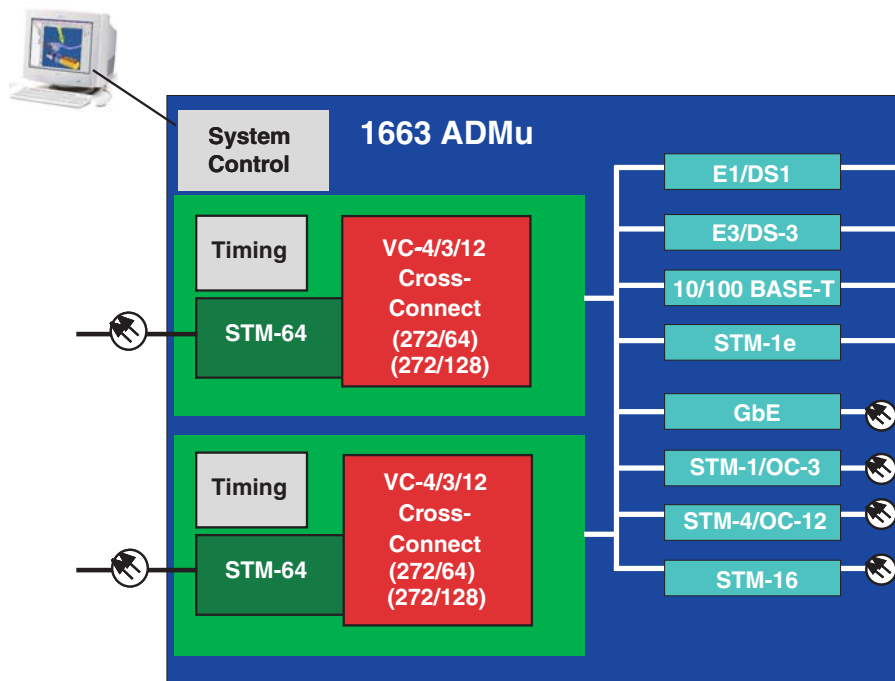 System
Control
1663 ADMu
Timing
VC-4/3/12
Cross-
Connect
(272/64)
(272/128)
STM-64
Timing
VC-4/3/12
Cross-
Connect
(272/64)
(272/128)
STM-64
E1/DS1
E3/DS-3
10/100 BASE-T
STM-1e
GbE
STM-1/OC-3
STM-4/OC-12
STM-16